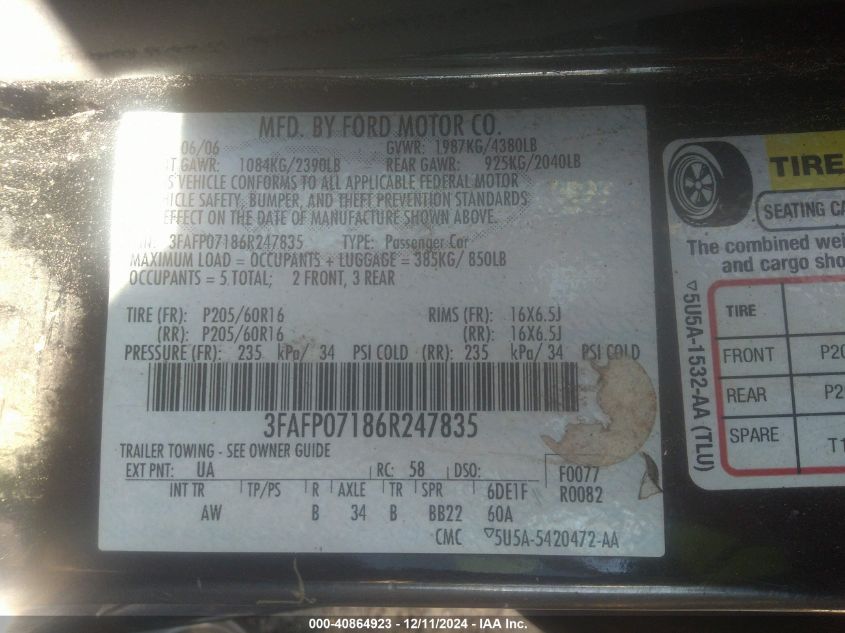 MFD. BY FORD MOTOR CO.
06/06 GVWR: 1987KG/4380LB
T GAWR: 1084KG/2390LB REAR GAWR: 925KG/2040LB
S VEHICLE CONFORMS TO ALL APPLICABLE FEDERAL MOTOR
HICLE SAFETY, BUMPER, AND THEFT PREVENTION STANDARDS
EFFECT ON THE DATE OF MANUFACTURE SHOWN ABOVE.
3FAFP07186R247835 TYPE: Passenger Car
MAXIMUM LOAD = OCCUPANTS + LUGGAGE = 385KG/ 850LB
OCCUPANTS = 5 TOTAL; 2 FRONT, 3 REAR
TIRE (FR): P205/60R16 RIMS (FR): 16X6.5J
(RR): P205/60R16 (RR): 16X6.5J
PRESSURE (FR): 235 kPa/ 34 PSI COLD (RR): 235 kPa/ 34 PSI COLD
3FAFP07186R247835
TRAILER TOWING - SEE OWNER GUIDE
EXT PNT: UA RC: 58 DSO: F0077
INT TR TP/PS R AXLE TR SPR 6DE1F R0082
AW B 34 B BB22 60A
CMC ▽5U5A-5420472-AA
TIRE
SEATING CA
The combined wei
and cargo sho
▽5U5A-1532-AA (TLU)
TIRE
FRONT P20
REAR P2
SPARE T1
000-40864923 - 12/11/2024 - IAA Inc.